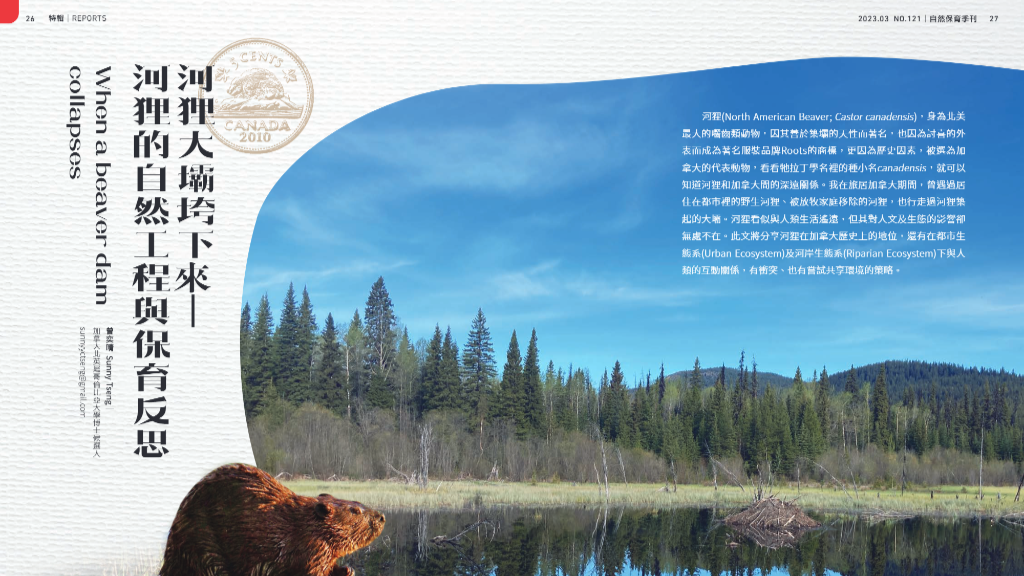 26 特輯｜REPORTS
2023.03 NO.121｜自然保育季刊 27
5 CENTS
CANADA
2010
河狸大壩垮下來—
河狸的自然工程與保育反思
When a beaver dam
collapses
曾奕晴 Sunny Tseng
加拿大北英屬哥倫比亞大學博士候選人
sunnyyctseng@gmail.com
河狸(North American Beaver; Castor canadensis)，身為北美
最大的囓齒類動物，因其善於築壩的天性而著名，也因為討喜的外
表而成為著名服裝品牌Roots的商標，更因為歷史因素，被選為加
拿大的代表動物，看看牠拉丁學名裡的種小名canadensis，就可以
知道河狸和加拿大間的深遠關係。我在旅居加拿大期間，曾遇過居
住在都市裡的野生河狸、被放牧家庭移除的河狸，也行走過河狸築
起的大壩。河狸看似與人類生活遙遠，但其對人文及生態的影響卻
無處不在。此文將分享河狸在加拿大歷史上的地位，還有在都市生
態系(Urban Ecosystem)及河岸生態系(Riparian Ecosystem)下與人
類的互動關係，有衝突、也有嘗試共享環境的策略。